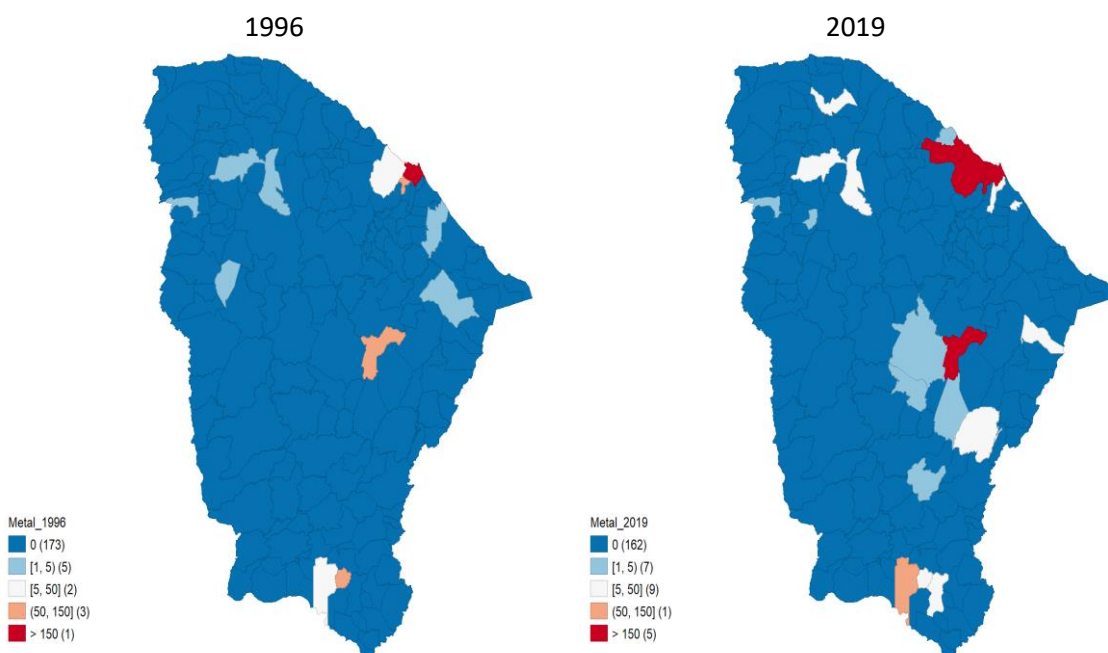 1996
2019
Metal_1996
0 (173)
[1, 5) (5)
[5, 50] (2)
(50, 150] (3)
> 150 (1)
Metal_2019
0 (162)
[1, 5) (7)
[5, 50] (9)
(50, 150] (1)
> 150 (5)